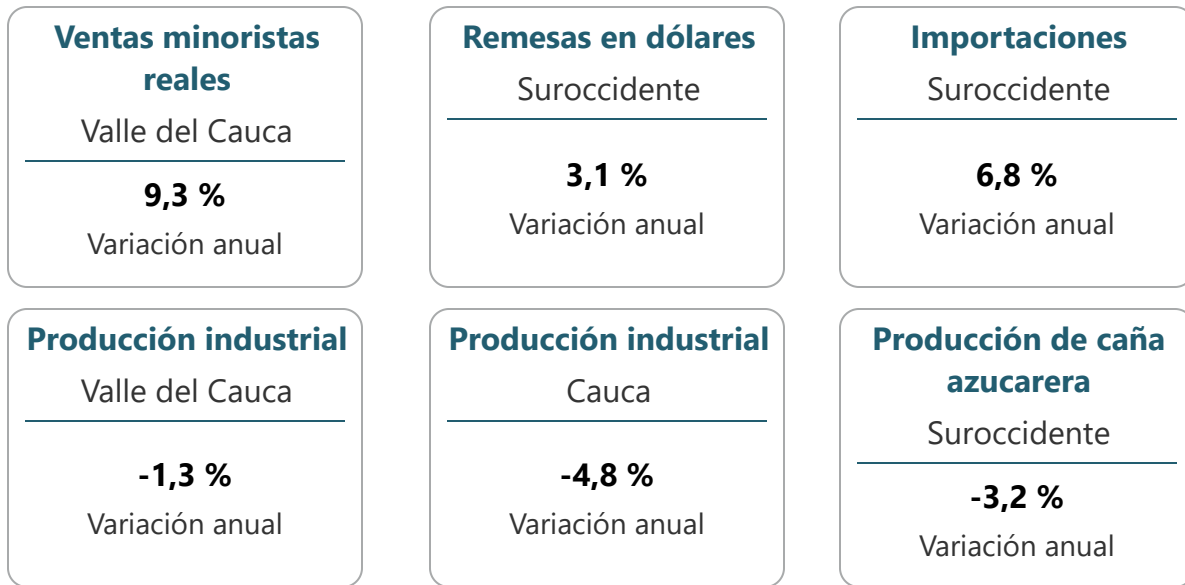 Ventas minoristas
reales
Valle del Cauca
9,3 %
Variación anual
Remesas en dólares
Suroccidente
3,1 %
Variación anual
Importaciones
Suroccidente
6,8 %
Variación anual
Producción industrial
Valle del Cauca
-1,3 %
Variación anual
Producción industrial
Cauca
-4,8 %
Variación anual
Producción de caña
azucarera
Suroccidente
-3,2 %
Variación anual